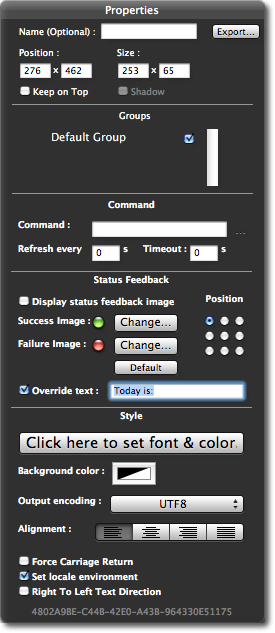 Properties
Name (Optional) : Export...
Position : Size :
276 x 462 253 x 65
Keep on Top Shadow
Groups
Default Group
Command
Command : ...
Refresh every 0 s Timeout : 0 s
Status Feedback
Display status feedback image Position
Success Image : Change...
Failure Image : Change...
Default
Override text : Today is:
Style
Click here to set font & color.
Background color :
Output encoding : UTF8
Alignment :
Force Carriage Return
Set locale environment
Right To Left Text Direction
4802A9BE-C44B-42E0-A43B-964330E51175